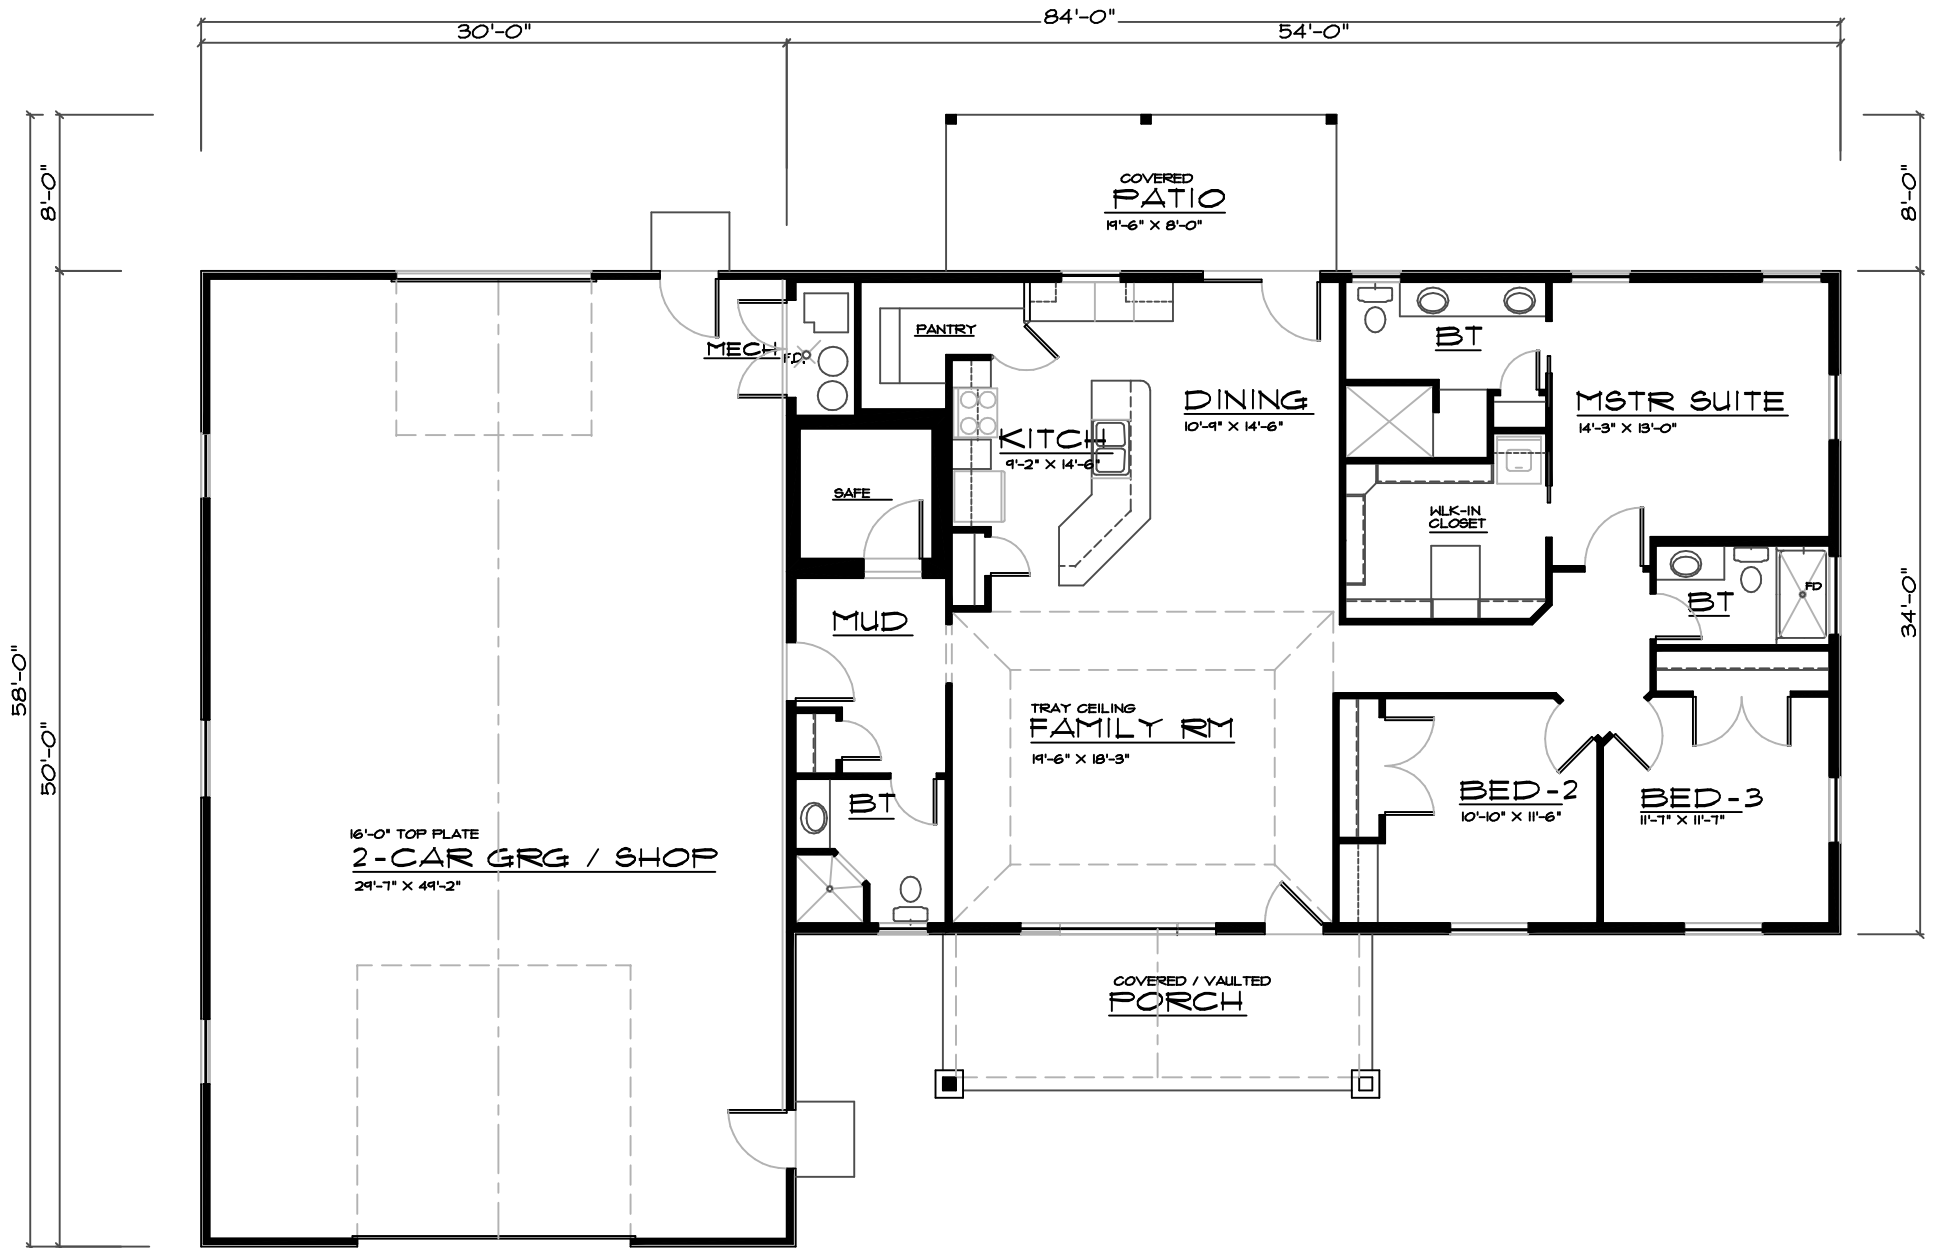 84'-0"
30'-0"
54'-0"
8'-0"
8'-0"
COVERED
PATIO
19'-6" X 8'-0"
PANTRY
BT
MECH
F.D.
DINING
10'-9" X 14'-6"
MSTR SUITE
14'-3" X 13'-0"
KITCH
9'-2" X 14'-6"
SAFE
WLK-IN
CLOSET
FD
BT
34'-0"
MUD
58'-0"
50'-0"
TRAY CEILING
FAMILY RM
19'-6" X 18'-3"
BED-2
10'-10" X 11'-6"
BED-3
11'-7" X 11'-7"
BT
16'-0" TOP PLATE
2-CAR GRG / SHOP
29'-7" X 49'-2"
COVERED / VAULTED
PORCH